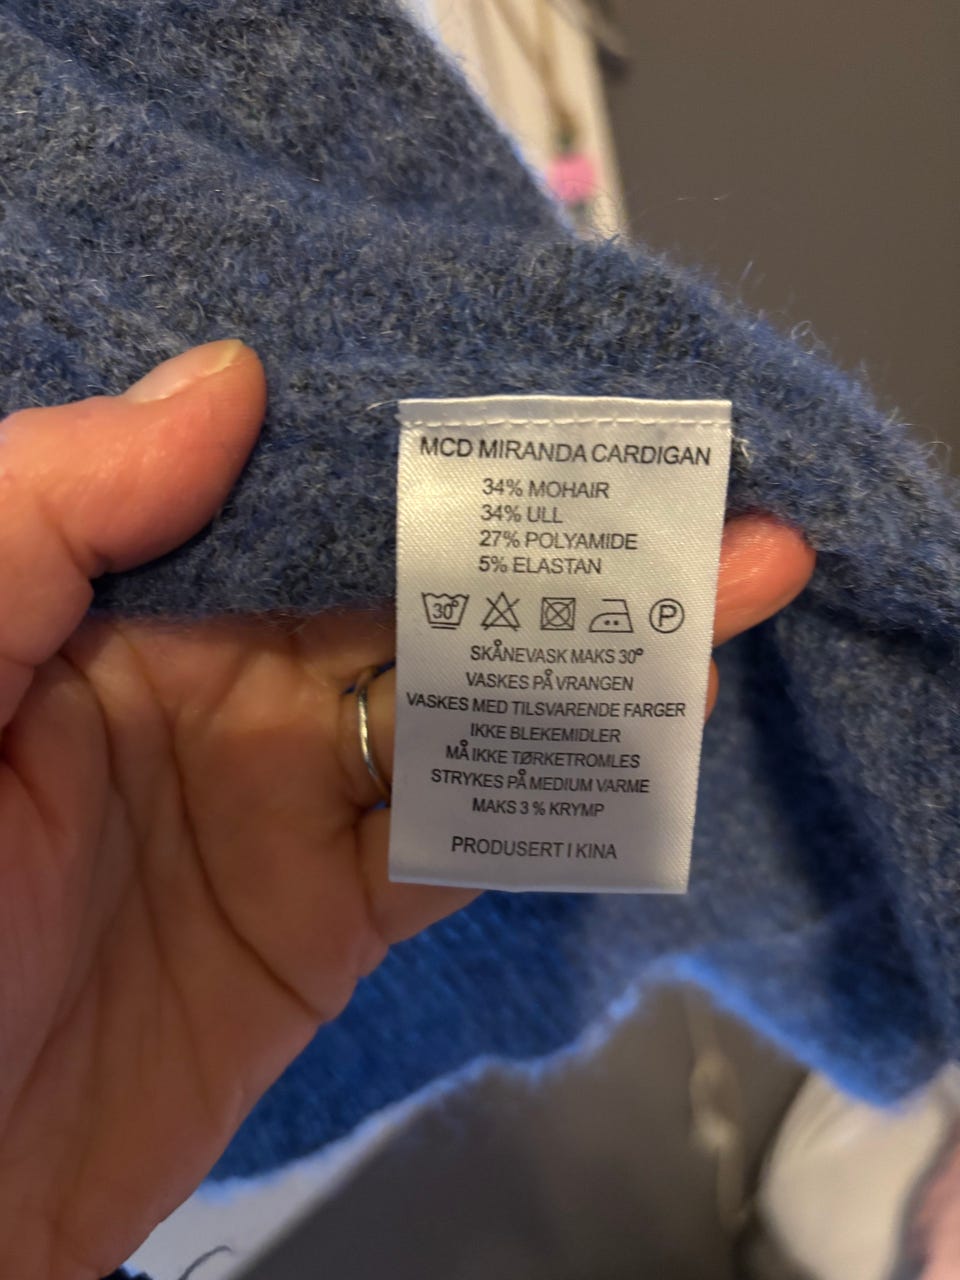 MCD MIRANDA CARDIGAN
34% MOHAIR
34% ULL
27% POLYAMIDE
5% ELASTAN
30° P
SKÅNEVASK MAKS 30°
VASKES PÅ VRANGEN
VASKES MED TILSVARENDE FARGER
IKKE BLEKEMIDLER
MÅ IKKE TØRKETROMLES
STRYKES PÅ MEDIUM VARME
MAKS 3 % KRYMP
PRODUSERT I KINA